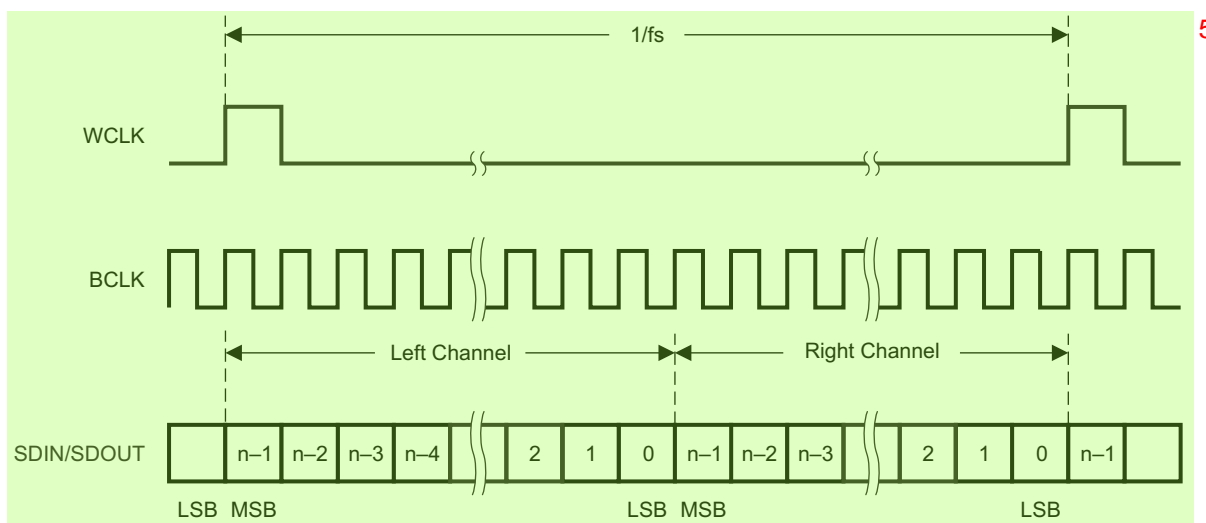 1/fs
5
WCLK
BCLK
Left Channel
Right Channel
SDIN/SDOUT
n–1 n–2 n–3 n–4 2 1 0 n–1 n–2 n–3 2 1 0 n–1
LSB MSB LSB MSB LSB